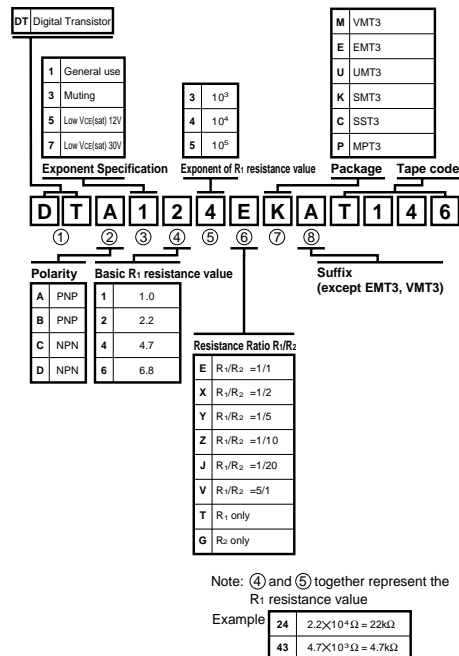 DT Digital Transistor
1 General use
3 Muting
5 Low VCE(sat) 12V
7 Low VCE(sat) 30V
3 10³
4 10⁴
5 10⁵
M VMT3
E EMT3
U UMT3
K SMT3
C SST3
P MPT3
Exponent Specification Exponent of R₁ resistance value Package Tape code
D T A 1 2 4 E K A T 1 4 6
① ② ③ ④ ⑤ ⑥ ⑦ ⑧
Polarity
A PNP
B PNP
C NPN
D NPN
Basic R₁ resistance value
1 1.0
2 2.2
4 4.7
6 6.8
Suffix
(except EMT3, VMT3)
Resistance Ratio R₁/R₂
E R₁/R₂ =1/1
X R₁/R₂ =1/2
Y R₁/R₂ =1/5
Z R₁/R₂ =1/10
J R₁/R₂ =1/20
V R₁/R₂ =5/1
T R₁ only
G R₂ only
Note: ④ and ⑤ together represent the
R₁ resistance value
Example 24 2.2×10⁴Ω = 22kΩ
43 4.7×10³Ω = 4.7kΩ